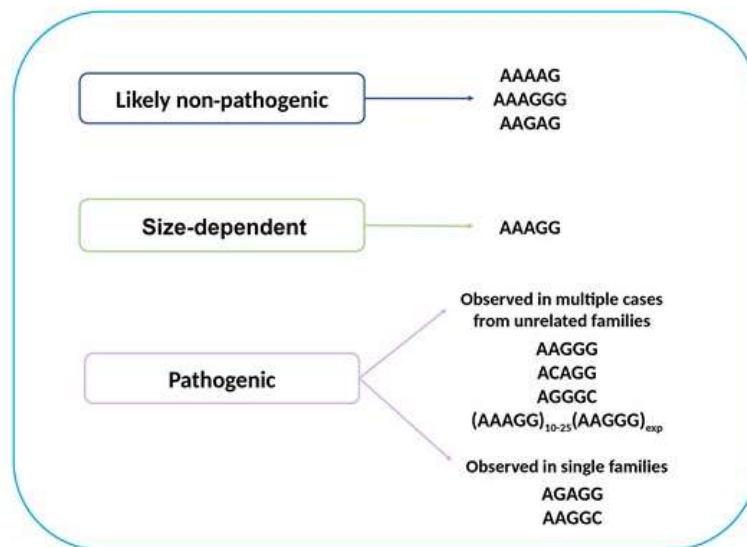 Likely non-pathogenic
AAAAG
AAAGGG
AAGAG
Size-dependent
AAAGG
Pathogenic
Observed in multiple cases
from unrelated families
AAGGG
ACAGG
AGGGC
(AAAGG)10-25(AAGGG)exp
Observed in single families
AGAGG
AAGGC